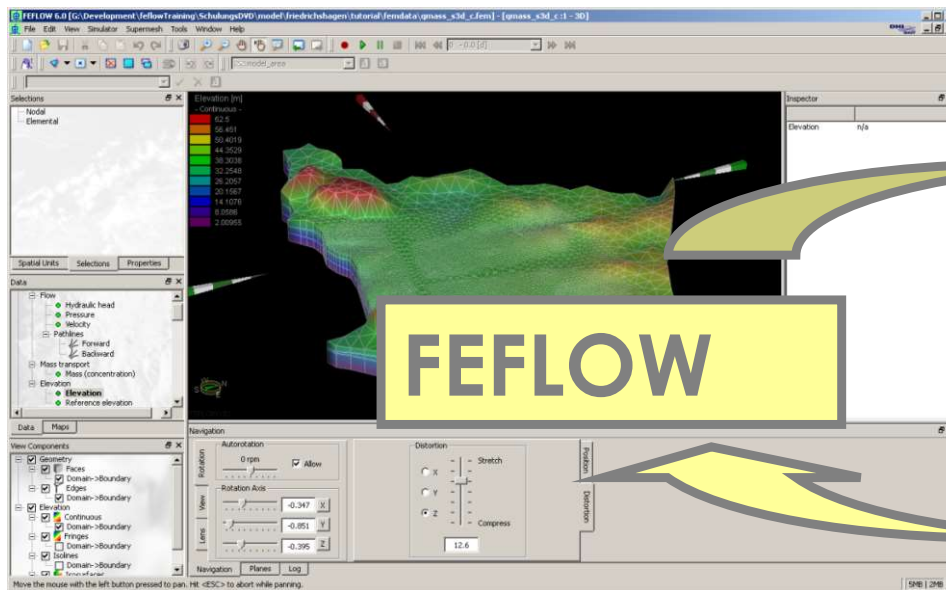 FEFLOW 6.0 [G:\Development\feflowTraining\SchulungsDVD\model\friedrichshagen\tutorial\femdata\qmass_s3d_c.fem] - [qmass_s3d_c :1 - 3D]
File Edit View Simulator Supermesh Tools Window Help
Selections
Nodal
Elemental
Spatial Units Selections Properties
Data
Flow
Hydraulic head
Pressure
Velocity
Pathlines
Forward
Backward
Mass transport
Mass (concentration)
Elevation
Elevation
Reference elevation
Data Maps
View Components
Geometry
Faces
Domain->Boundary
Edges
Domain->Boundary
Elevation
Continuous
Domain->Boundary
Fringes
Domain->Boundary
Isolines
Domain->Boundary
Elevation [m]
- Continuous -
62.5
56.451
50.4019
44.3529
38.3038
32.2548
26.2057
20.1567
14.1076
8.0586
2.00955
Inspector
Elevation n/a
FEFLOW
Navigation
Rotation
View
Lens
Autorotation
0 rpm Allow
Rotation Axis
-0.347 X
-0.851 Y
-0.395 Z
Distortion
X
Y
Z
Stretch
Compress
12.6
Position
Distortion
Navigation Planes Log
Move the mouse with the left button pressed to pan. Hit <ESC> to abort while panning.
5MB | 2MB